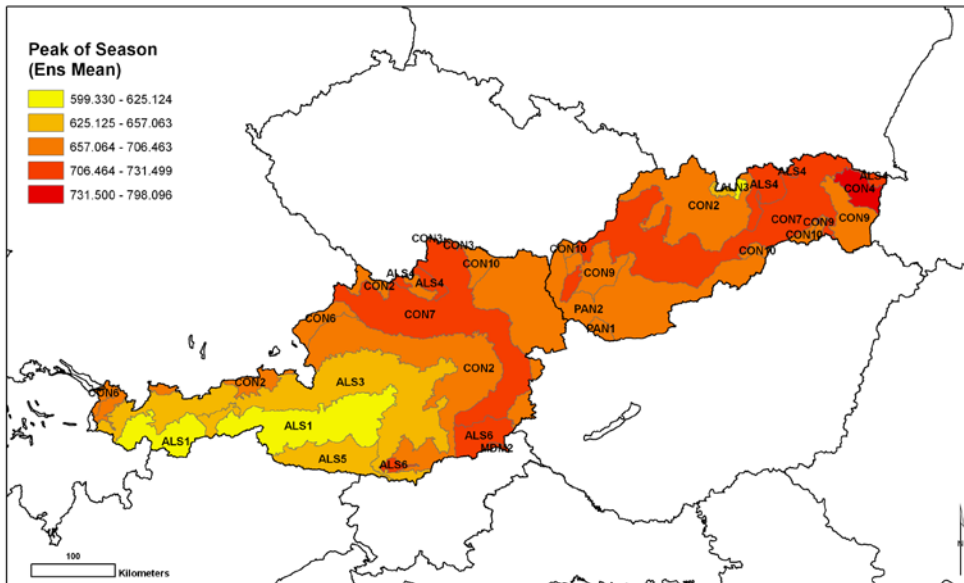 Peak of Season
(Ens Mean)
599.330 - 625.124
625.125 - 657.063
657.064 - 706.463
706.464 - 731.499
731.500 - 798.096
ALS4
ALS4
ALN3
ALS4
CON4
CON2
CON7
CON9
CON9
CON10
CON3
CON3
CON10
CON10
CON10
CON9
ALS4
CON2
ALS4
PAN2
CON7
CON6
PAN1
CON2
ALS3
CON2
CON6
ALS1
ALS1
ALS6
MDM2
ALS5
ALS6
100
Kilometers